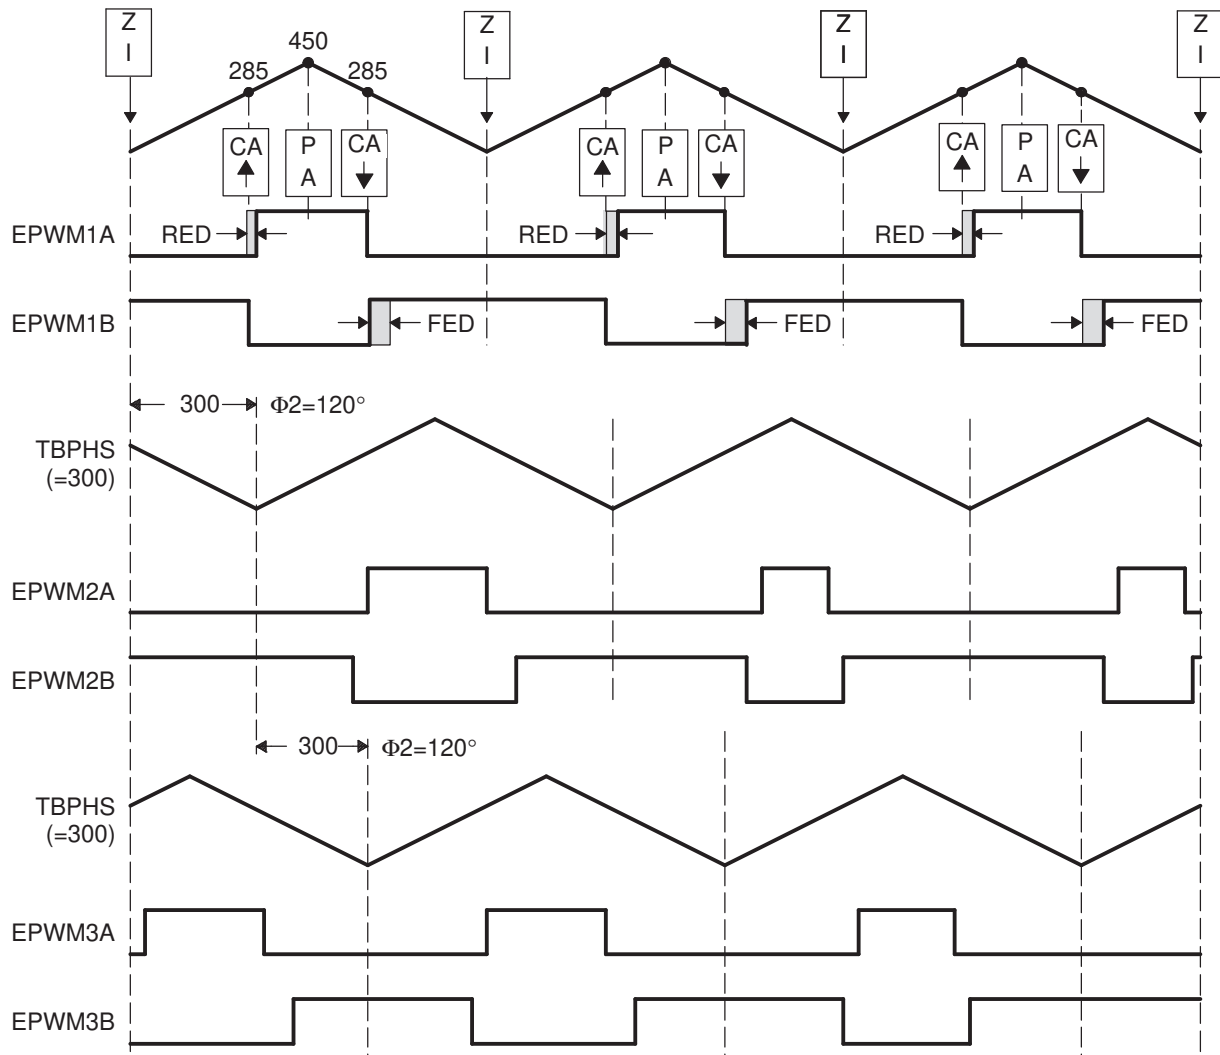 Z Z Z Z
I I I I
450
285 285
CA P CA CA P CA CA P CA
A A A
EPWM1A RED RED RED
EPWM1B FED FED FED
300 Φ2=120°
TBPHS
(=300)
EPWM2A
EPWM2B
300 Φ2=120°
TBPHS
(=300)
EPWM3A
EPWM3B